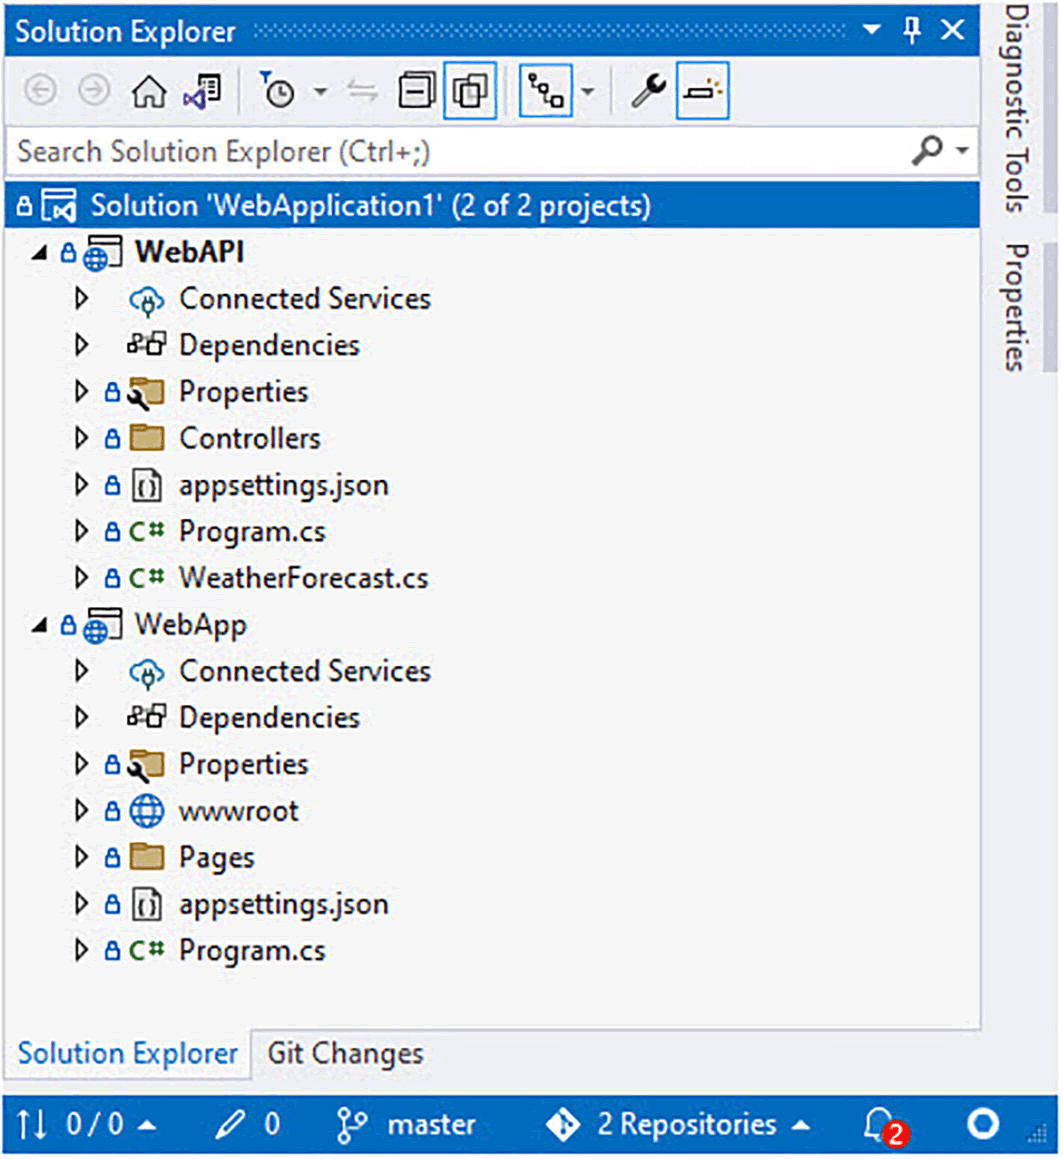 Solution Explorer
Search Solution Explorer (Ctrl+;)
Solution 'WebApplication1' (2 of 2 projects)
WebAPI
Connected Services
Dependencies
Properties
Controllers
appsettings.json
C# Program.cs
C# WeatherForecast.cs
WebApp
Connected Services
Dependencies
Properties
wwwroot
Pages
appsettings.json
C# Program.cs
Solution Explorer Git Changes
0 / 0 0 master 2 Repositories 2
Diagnostic Tools
Properties